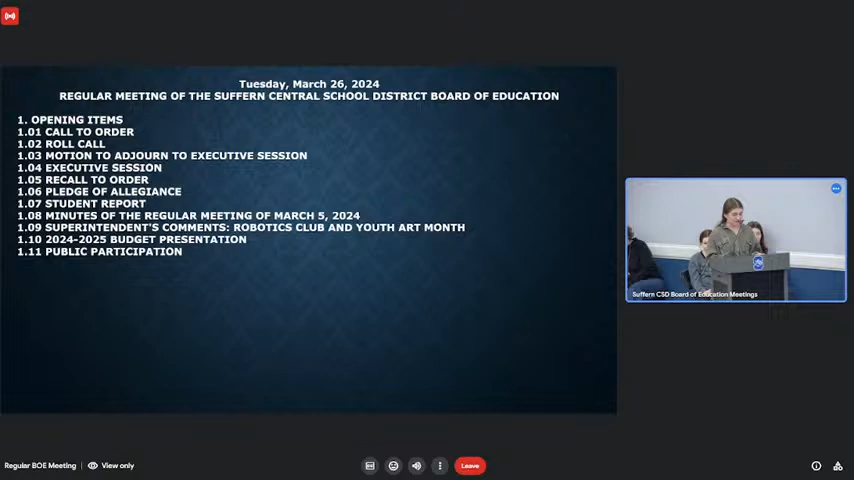 Tuesday, March 26, 2024
REGULAR MEETING OF THE SUFFERN CENTRAL SCHOOL DISTRICT BOARD OF EDUCATION
1. OPENING ITEMS
1.01 CALL TO ORDER
1.02 ROLL CALL
1.03 MOTION TO ADJOURN TO EXECUTIVE SESSION
1.04 EXECUTIVE SESSION
1.05 RECALL TO ORDER
1.06 PLEDGE OF ALLEGIANCE
1.07 STUDENT REPORT
1.08 MINUTES OF THE REGULAR MEETING OF MARCH 5, 2024
1.09 SUPERINTENDENT'S COMMENTS: ROBOTICS CLUB AND YOUTH ART MONTH
1.10 2024-2025 BUDGET PRESENTATION
1.11 PUBLIC PARTICIPATION
Suffern CSD Board of Education Meetings
Regular BOE Meeting | View only
Leave